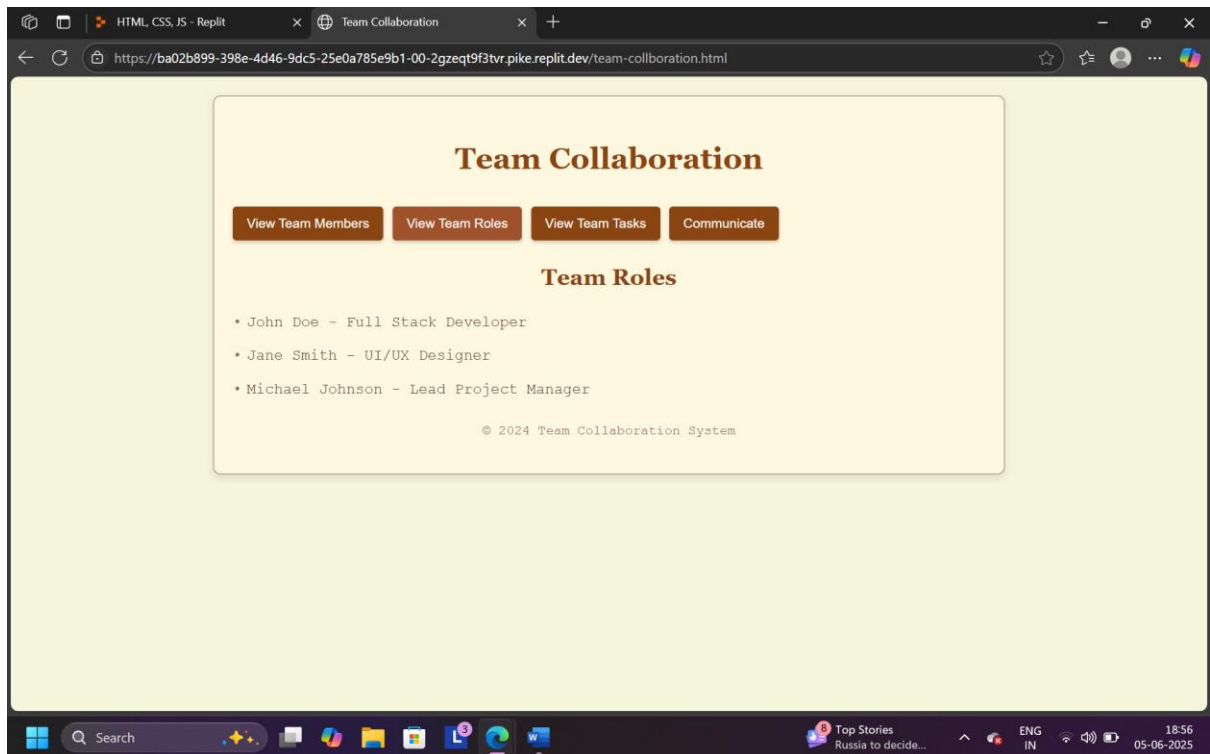 HTML, CSS, JS - Replit
Team Collaboration
https://ba02b899-398e-4d46-9dc5-25e0a785e9b1-00-2gzeqt9f3tvr.pike.replit.dev/team-collboration.html
Team Collaboration
View Team Members View Team Roles View Team Tasks Communicate
Team Roles
• John Doe - Full Stack Developer
• Jane Smith - UI/UX Designer
• Michael Johnson - Lead Project Manager
© 2024 Team Collaboration System
Search
L 3
W
8
Top Stories
Russia to decide...
ENG
IN
18:56
05-06-2025